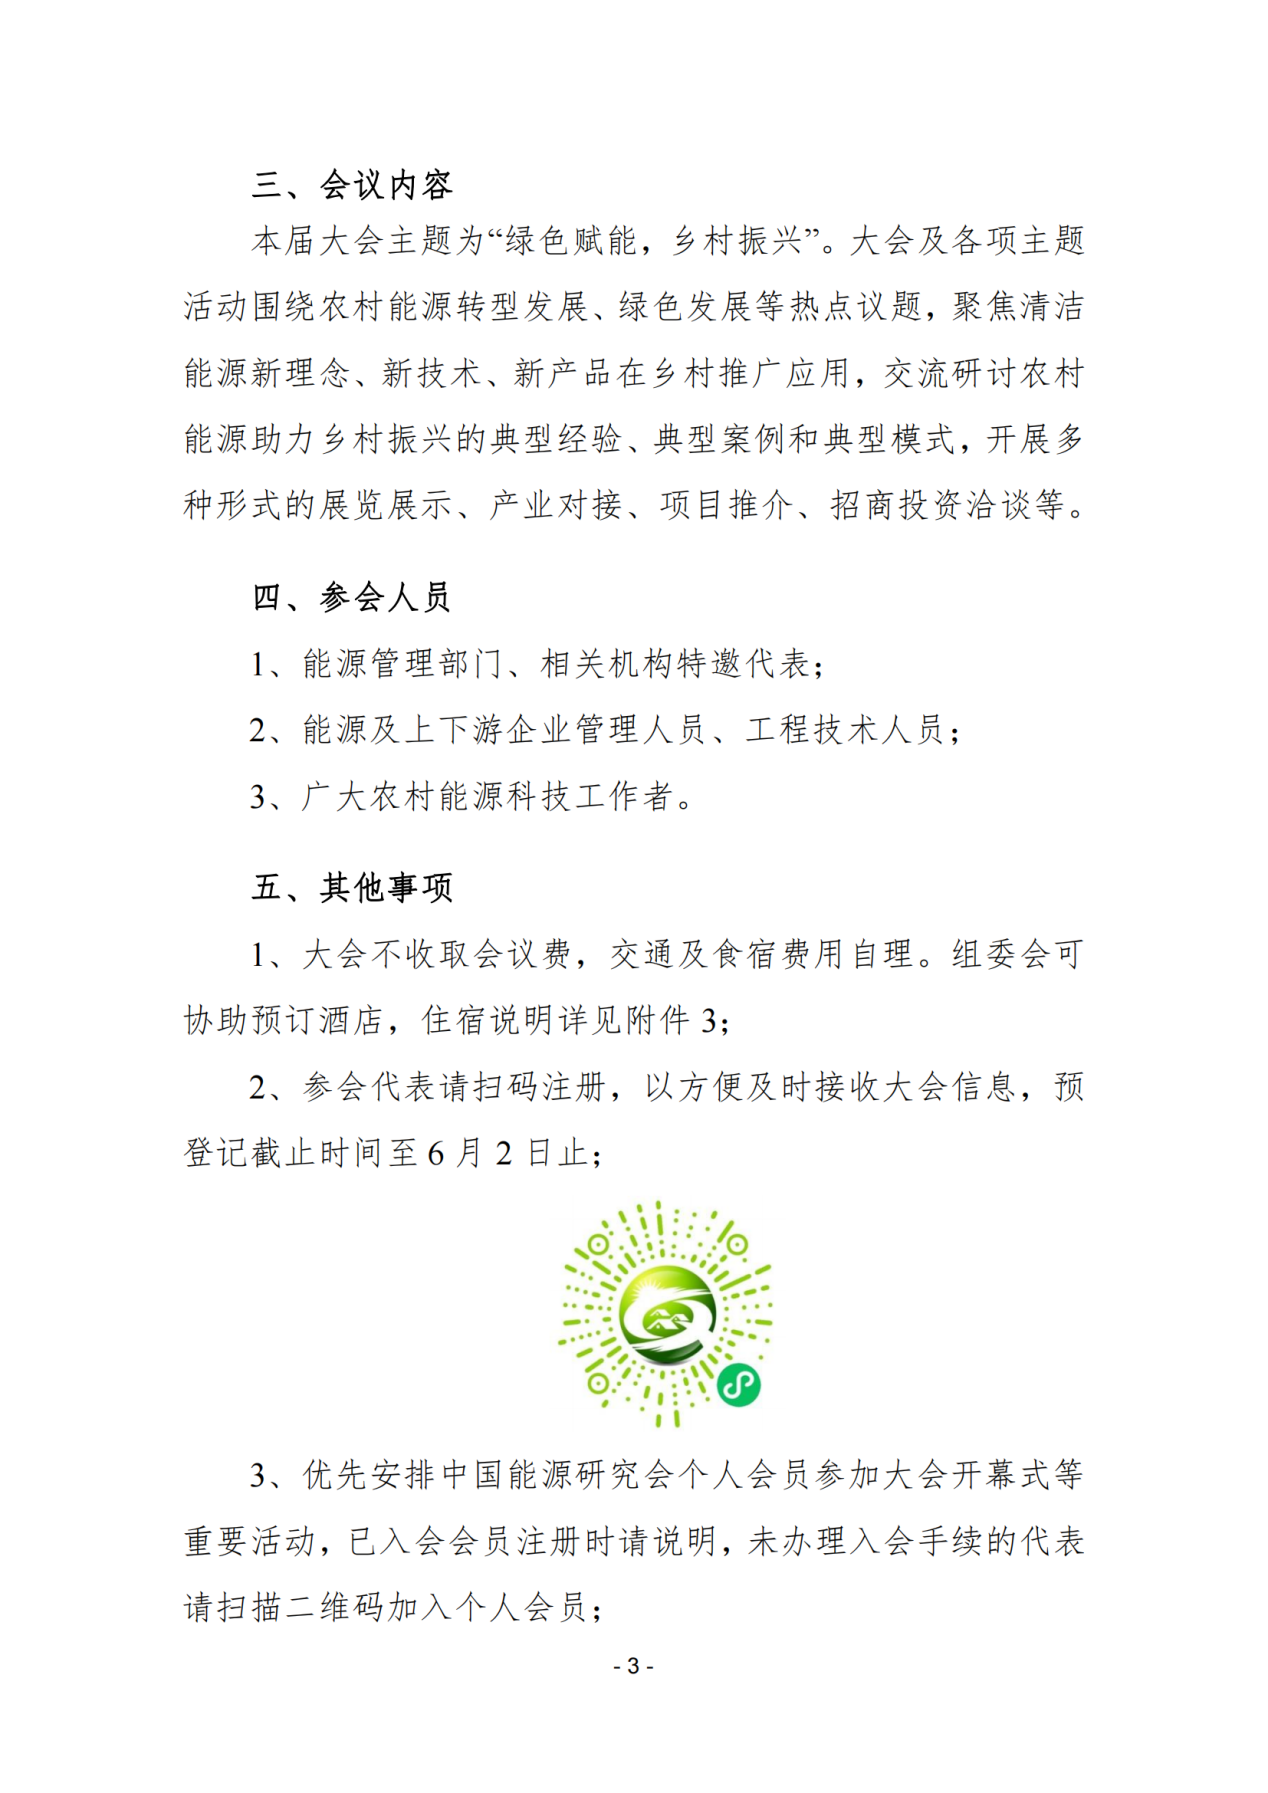 三、会议内容
本届大会主题为“绿色赋能，乡村振兴”。大会及各项主题
活动围绕农村能源转型发展、绿色发展等热点议题，聚焦清洁
能源新理念、新技术、新产品在乡村推广应用，交流研讨农村
能源助力乡村振兴的典型经验、典型案例和典型模式，开展多
种形式的展览展示、产业对接、项目推介、招商投资洽谈等。
四、参会人员
1、能源管理部门、相关机构特邀代表；
2、能源及上下游企业管理人员、工程技术人员；
3、广大农村能源科技工作者。
五、其他事项
1、大会不收取会议费，交通及食宿费用自理。组委会可
协助预订酒店，住宿说明详见附件 3；
2、参会代表请扫码注册，以方便及时接收大会信息，预
登记截止时间至 6 月 2 日止；
3、优先安排中国能源研究会个人会员参加大会开幕式等
重要活动，已入会会员注册时请说明，未办理入会手续的代表
请扫描二维码加入个人会员；
- 3 -